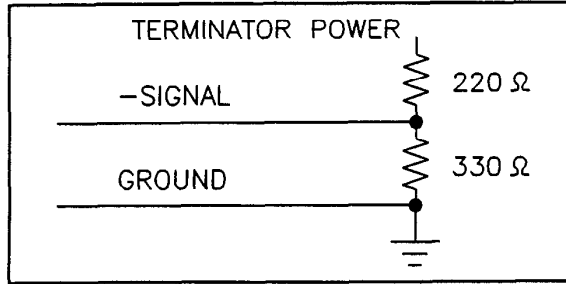 TERMINATOR POWER
220 Ω
−SIGNAL
330 Ω
GROUND